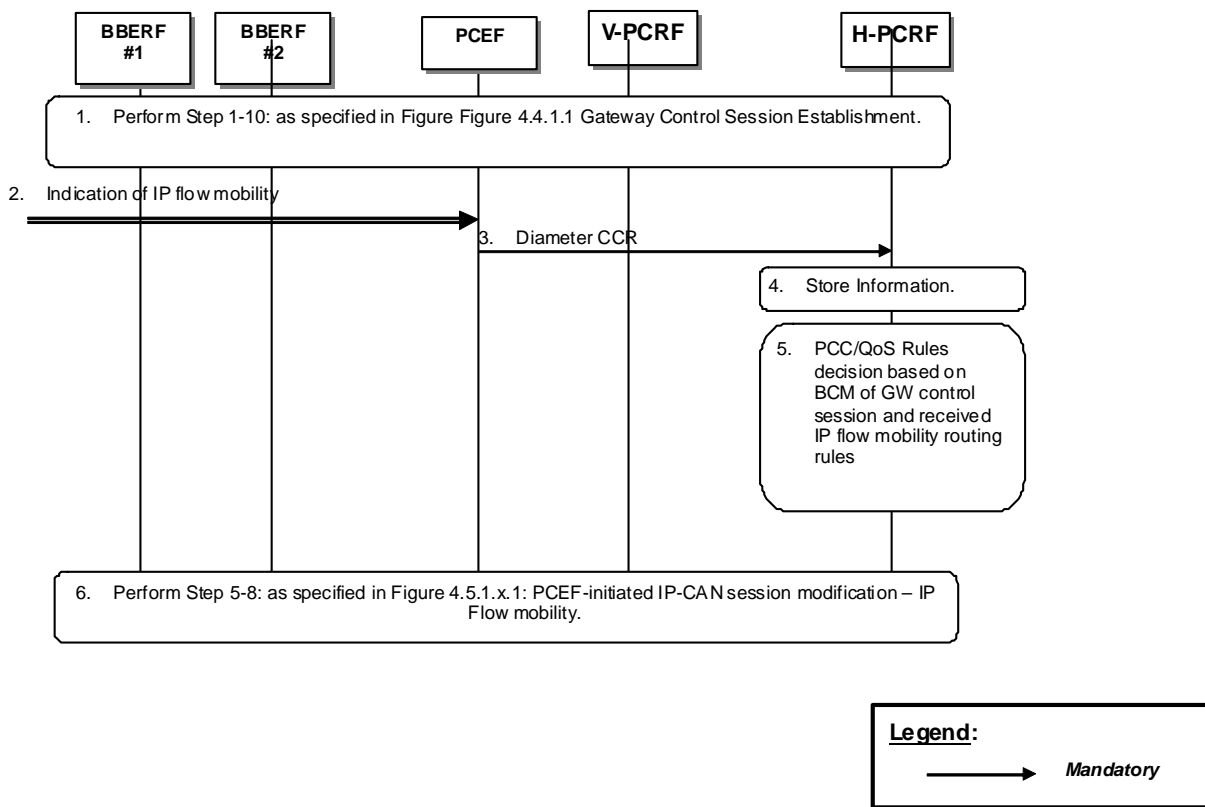 BBERF
#1
BBERF
#2
PCEF
V-PCRF
H-PCRF
1. Perform Step 1-10: as specified in Figure Figure 4.4.1.1 Gateway Control Session Establishment.
2. Indication of IP flow mobility
3. Diameter CCR
4. Store Information.
5. PCC/QoS Rules
decision based on
BCM of GW control
session and received
IP flow mobility routing
rules
6. Perform Step 5-8: as specified in Figure 4.5.1.x.1: PCEF-initiated IP-CAN session modification – IP
Flow mobility.
Legend:
Mandatory